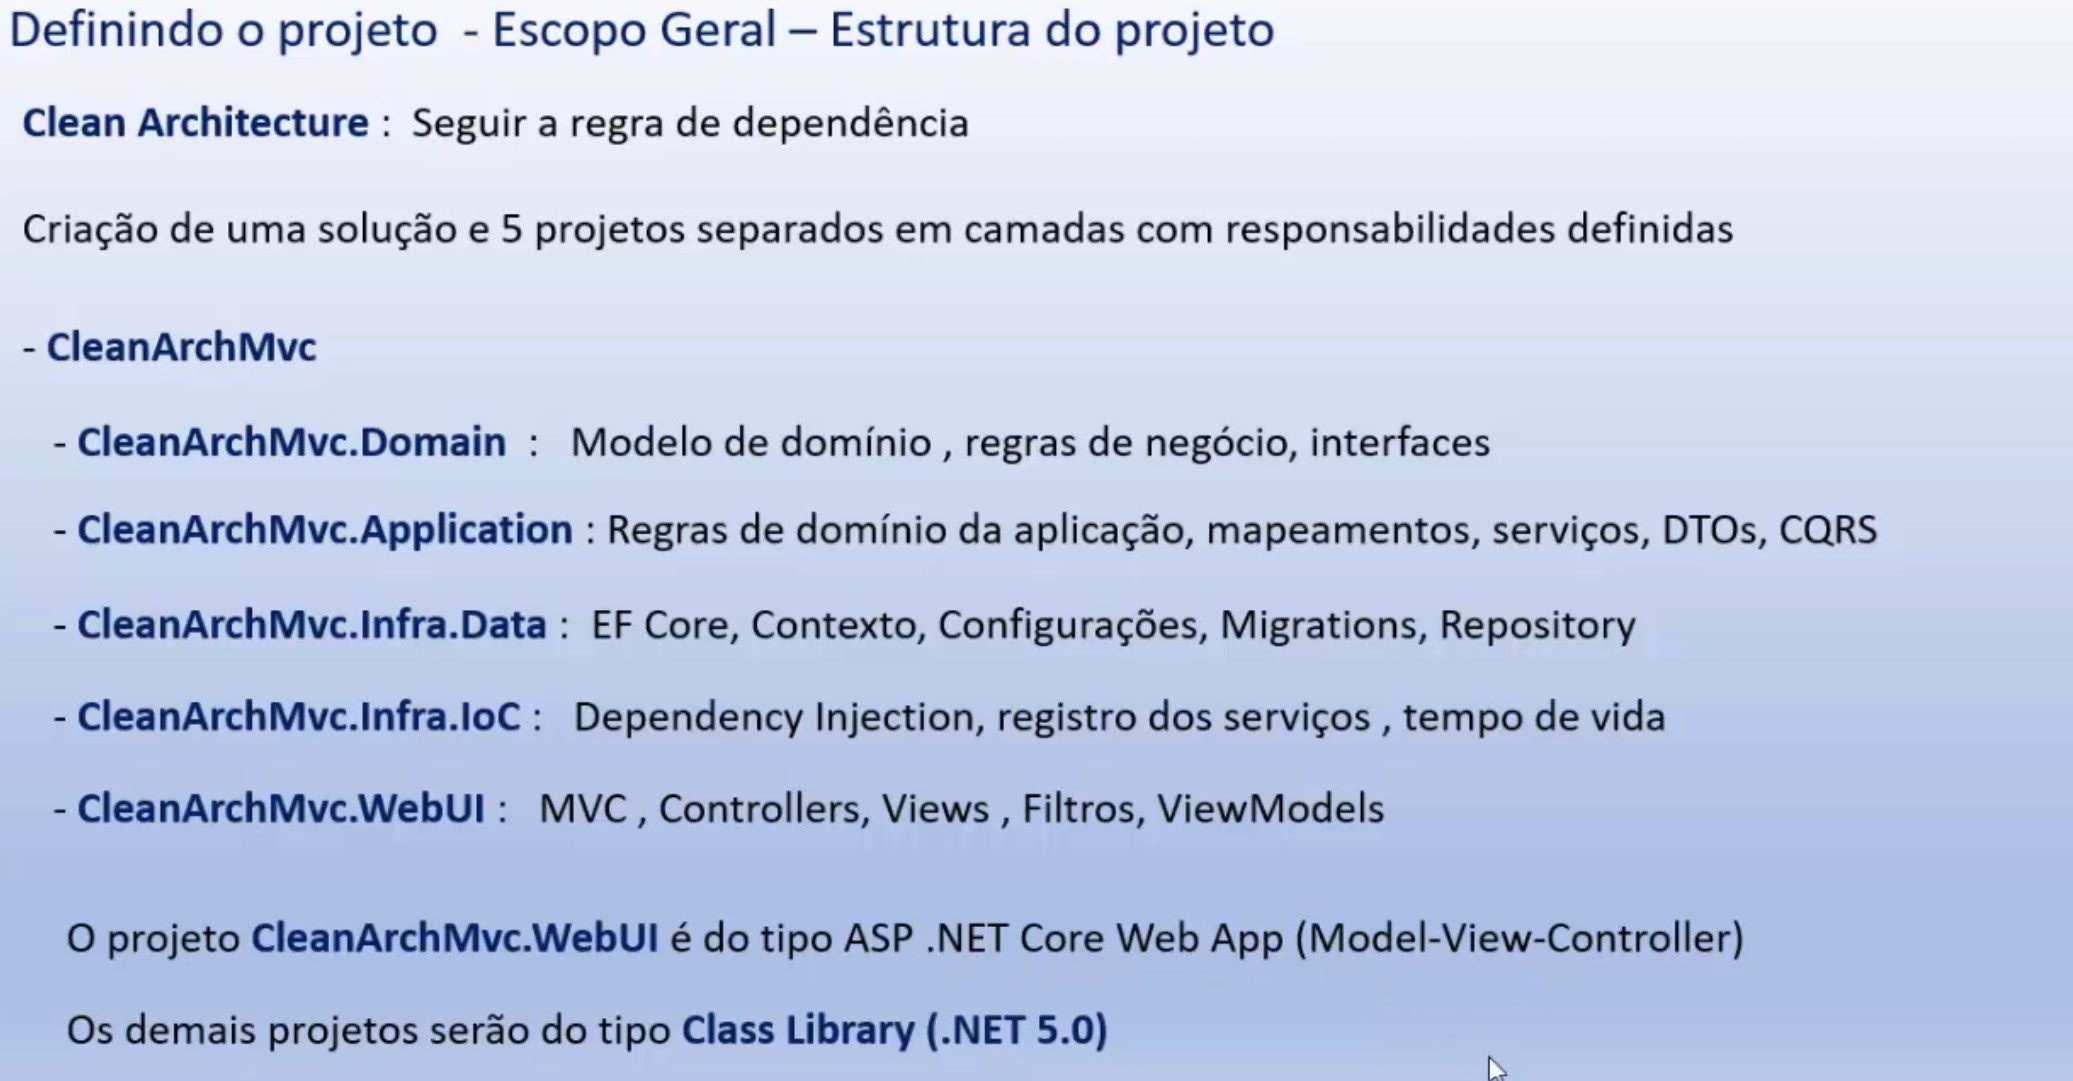 Definindo o projeto - Escopo Geral – Estrutura do projeto
Clean Architecture : Seguir a regra de dependência
Criação de uma solução e 5 projetos separados em camadas com responsabilidades definidas
- CleanArchMvc
- CleanArchMvc.Domain : Modelo de domínio , regras de negócio, interfaces
- CleanArchMvc.Application : Regras de domínio da aplicação, mapeamentos, serviços, DTOs, CQRS
- CleanArchMvc.Infra.Data : EF Core, Contexto, Configurações, Migrations, Repository
- CleanArchMvc.Infra.IoC : Dependency Injection, registro dos serviços , tempo de vida
- CleanArchMvc.WebUI : MVC , Controllers, Views , Filtros, ViewModels
O projeto CleanArchMvc.WebUI é do tipo ASP .NET Core Web App (Model-View-Controller)
Os demais projetos serão do tipo Class Library (.NET 5.0)